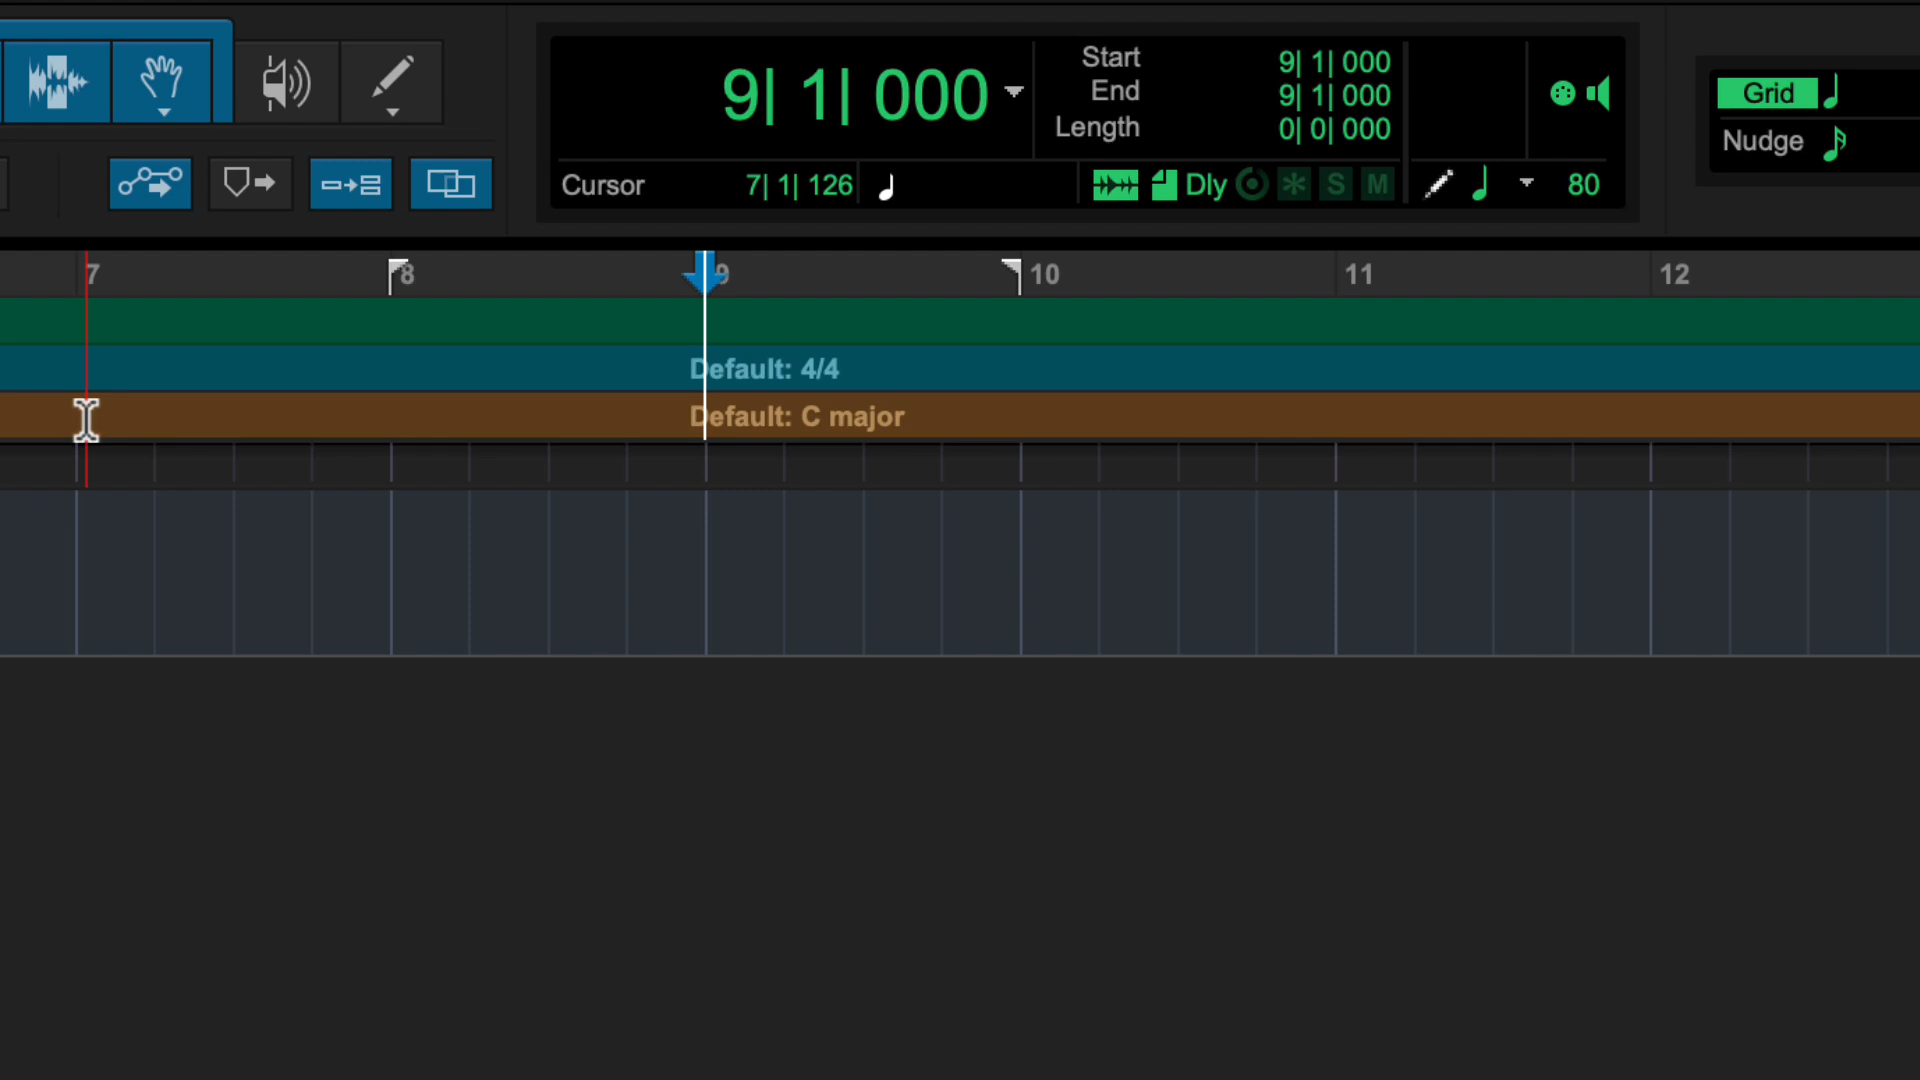 9| 1| 000
Start 9| 1| 000
End 9| 1| 000
Length 0| 0| 000
Grid
Nudge
Cursor 7| 1| 126
Dly S M
80
7 8 9 10 11 12
Default: 4/4
Default: C major